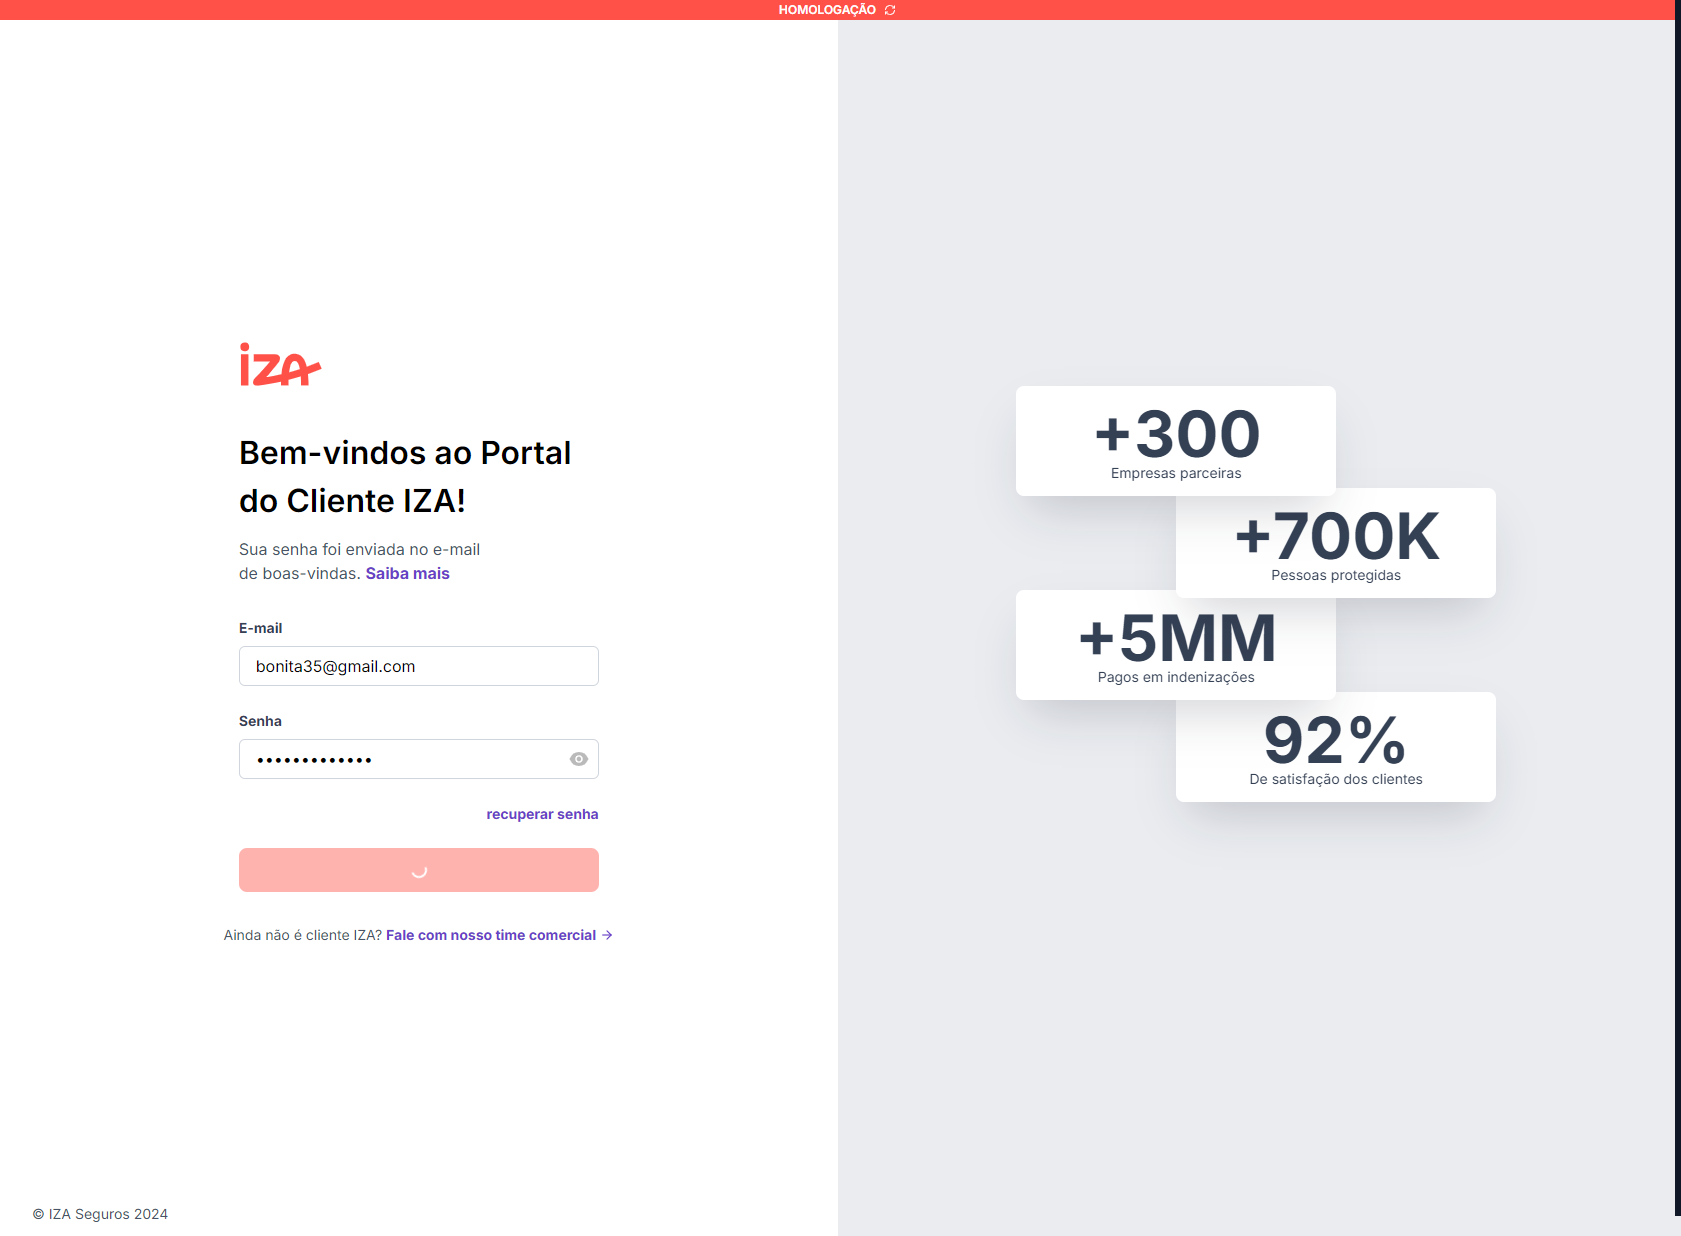 HOMOLOGAÇÃO
iza
Bem-vindos ao Portal
do Cliente IZA!
Sua senha foi enviada no e-mail
de boas-vindas. Saiba mais
E-mail
bonita35@gmail.com
Senha
•••••••••••••
recuperar senha
Ainda não é cliente IZA? Fale com nosso time comercial →
© IZA Seguros 2024
+300
Empresas parceiras
+700K
Pessoas protegidas
+5MM
Pagos em indenizações
92%
De satisfação dos clientes